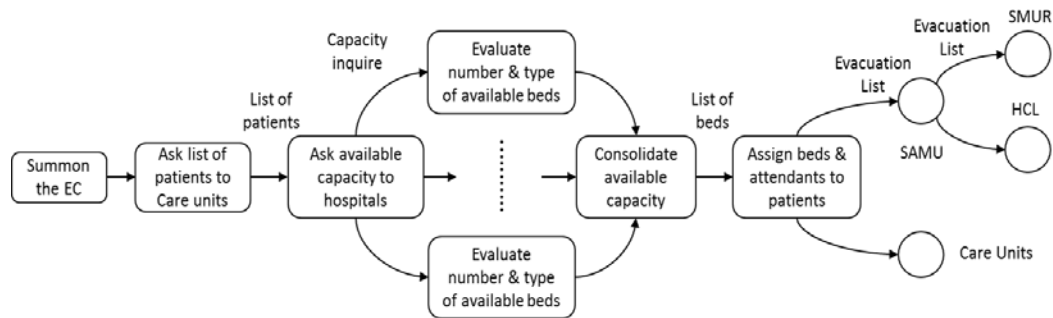 Summon
the EC
Ask list of
patients to
Care units
List of
patients
Ask available
capacity to
hospitals
Capacity
inquire
Evaluate
number & type
of available beds
Evaluate
number & type
of available beds
Consolidate
available
capacity
List of
beds
Assign beds &
attendants to
patients
Evacuation
List
SAMU
Evacuation
List
SMUR
HCL
Care Units